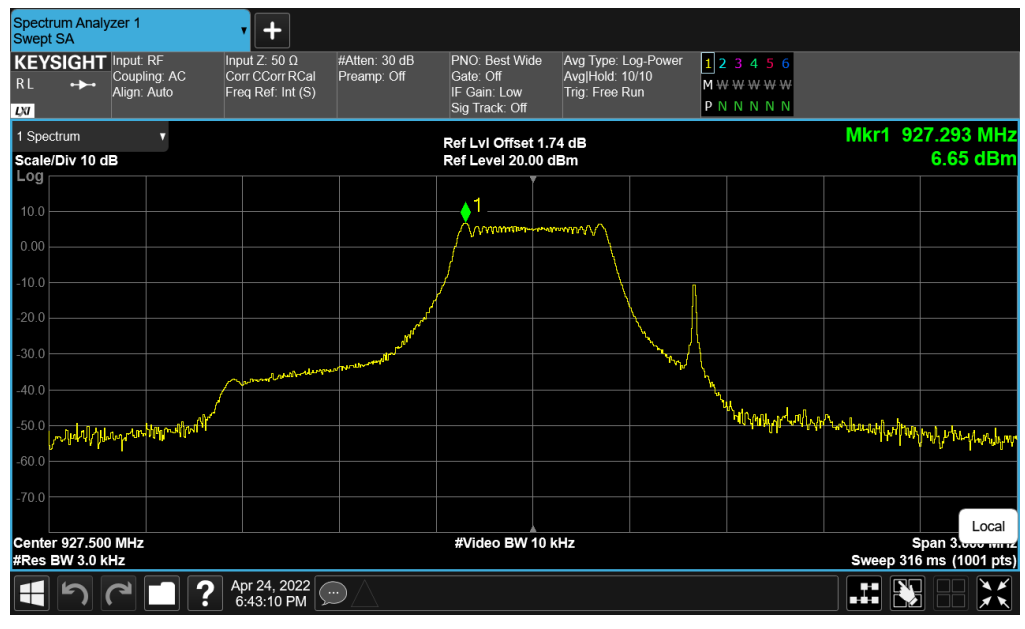 Spectrum Analyzer 1
Swept SA
KEYSIGHT
R L
LXI
Input: RF
Coupling: AC
Align: Auto
Input Z: 50 Ω
Corr CCorr RCal
Freq Ref: Int (S)
#Atten: 30 dB
Preamp: Off
PNO: Best Wide
Gate: Off
IF Gain: Low
Sig Track: Off
Avg Type: Log-Power
Avg|Hold: 10/10
Trig: Free Run
1 2 3 4 5 6
M W W W W W
P N N N N N
1 Spectrum
Scale/Div 10 dB
Log
Ref Lvl Offset 1.74 dB
Ref Level 20.00 dBm
Mkr1 927.293 MHz
6.65 dBm
1
10.0
0.00
-10.0
-20.0
-30.0
-40.0
-50.0
-60.0
-70.0
Local
Center 927.500 MHz
#Res BW 3.0 kHz
#Video BW 10 kHz
Span 3.000 MHz
Sweep 316 ms (1001 pts)
?
Apr 24, 2022
6:43:10 PM